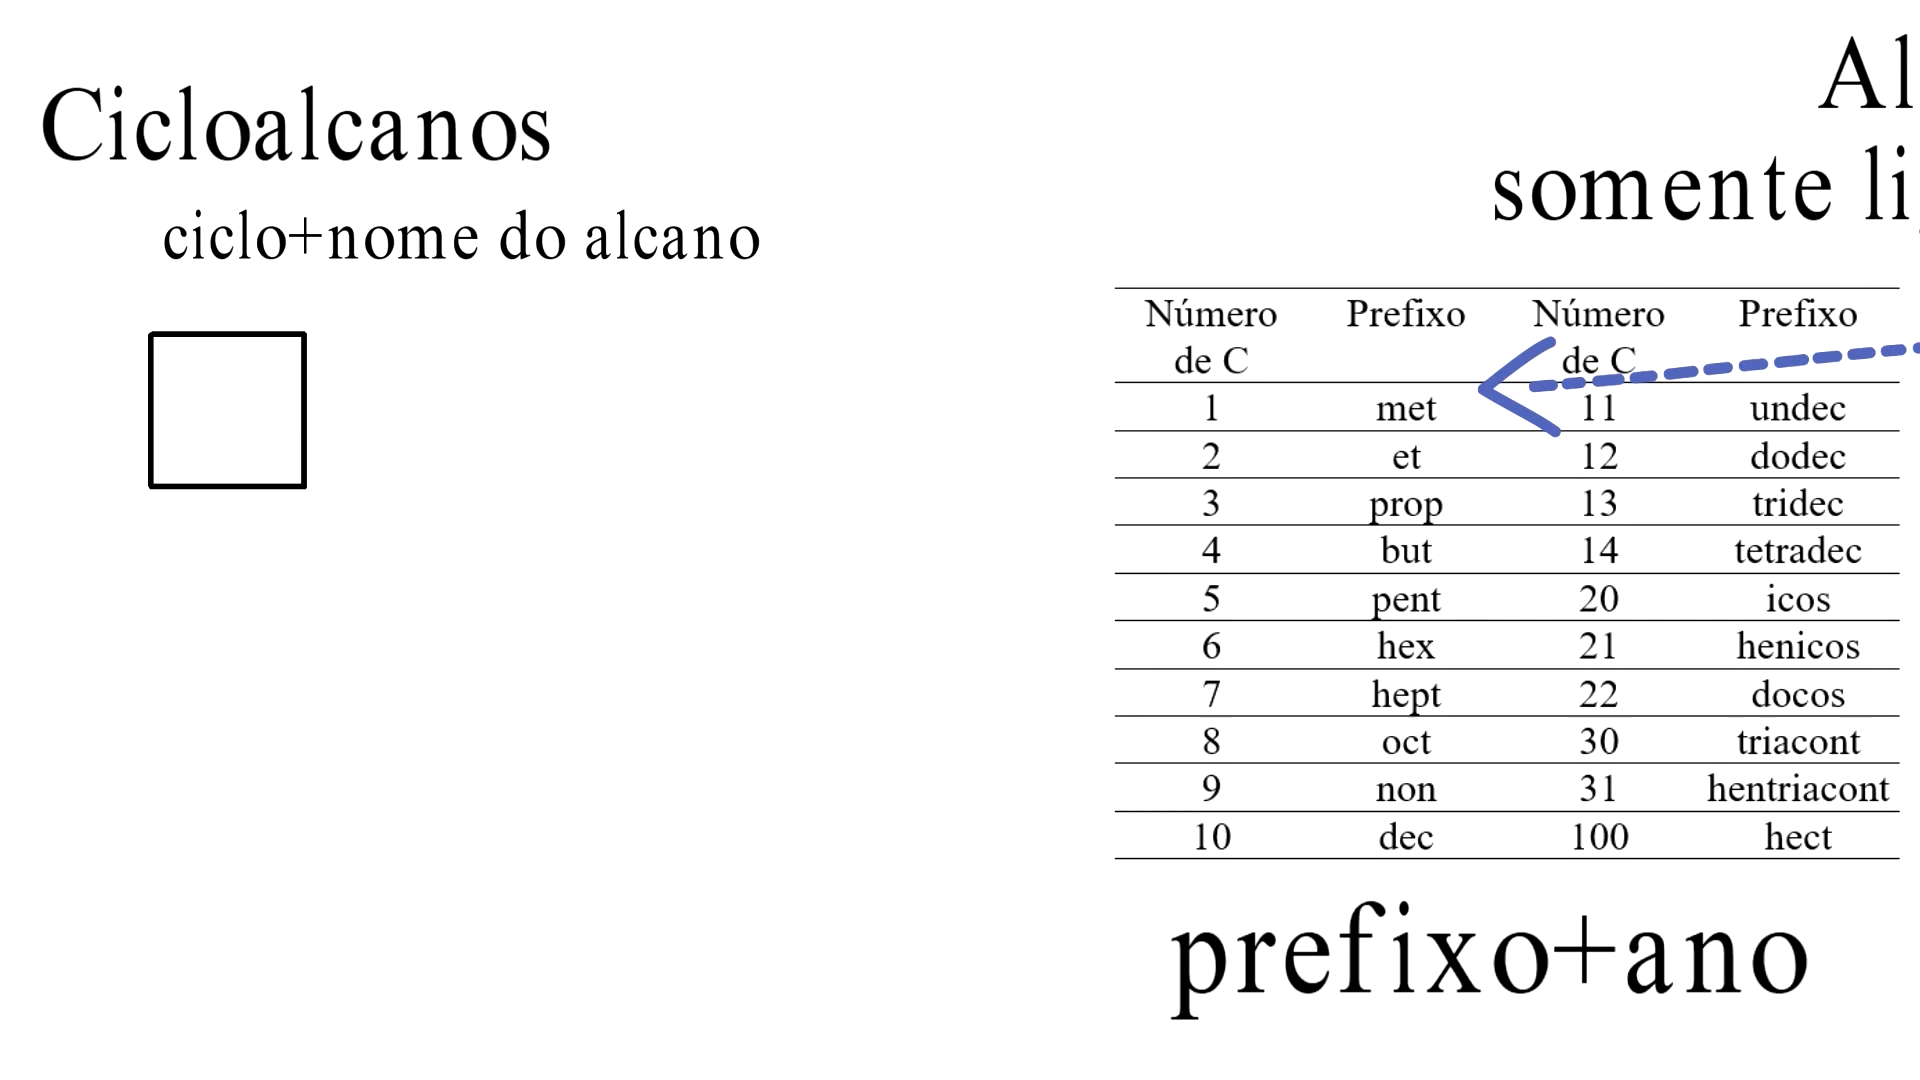 Cicloalcanos
ciclo+nome do alcano
Al
somente li
Número de C Prefixo Número de C Prefixo
1 met 11 undec
2 et 12 dodec
3 prop 13 tridec
4 but 14 tetradec
5 pent 20 icos
6 hex 21 henicos
7 hept 22 docos
8 oct 30 triacont
9 non 31 hentriacont
10 dec 100 hect
prefixo+ano